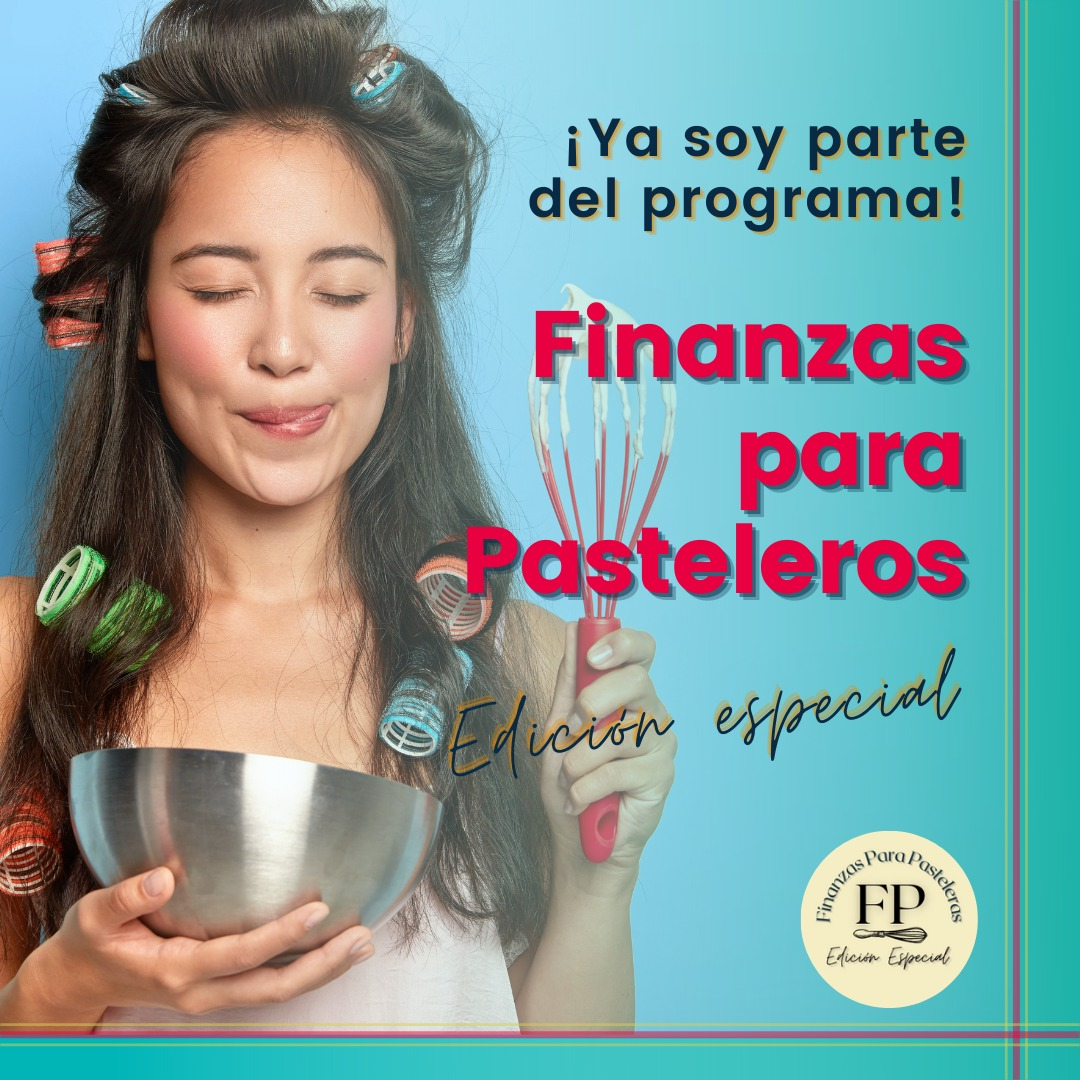 ¡Ya soy parte
del programa!
Finanzas
para
Pasteleros
Edición especial
Finanzas Para Pasteleras
FP
Edición Especial